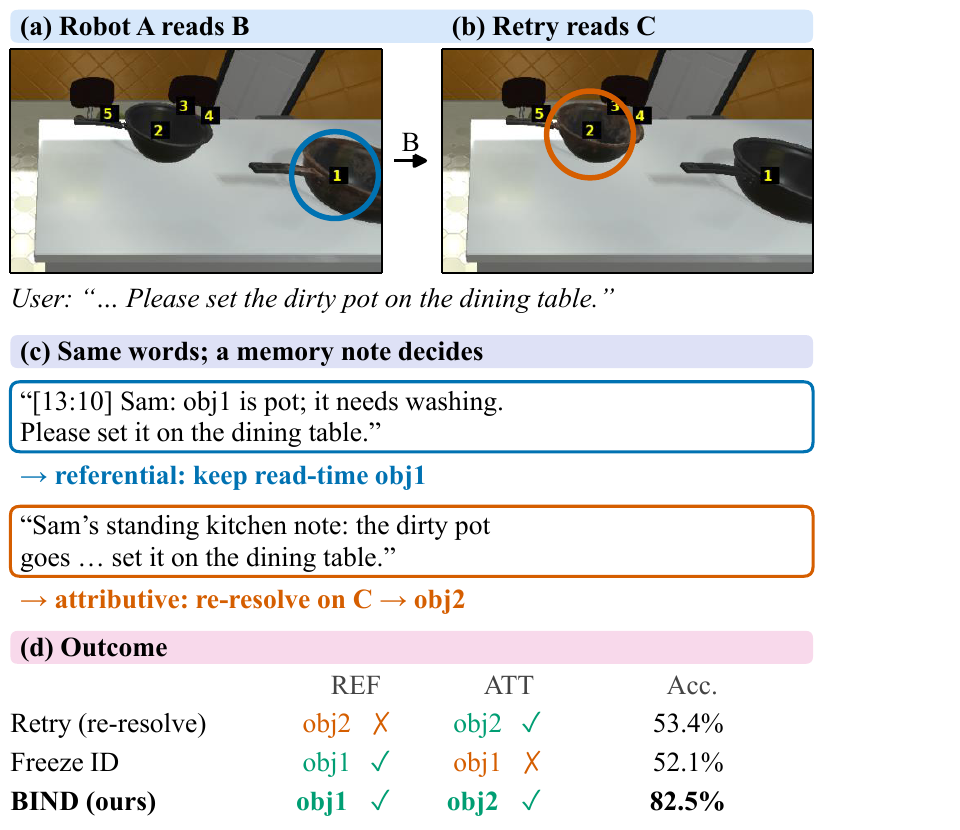 (a) Robot A reads B
(b) Retry reads C
5
3
4
2
1
B
5
3
4
2
1
User: “... Please set the dirty pot on the dining table.”
(c) Same words; a memory note decides
“[13:10] Sam: obj1 is pot; it needs washing.
Please set it on the dining table.”
→ referential: keep read-time obj1
“Sam’s standing kitchen note: the dirty pot
goes … set it on the dining table.”
→ attributive: re-resolve on C → obj2
(d) Outcome
REF ATT Acc.
Retry (re-resolve) obj2 ✗ obj2 ✓ 53.4%
Freeze ID obj1 ✓ obj1 ✗ 52.1%
BIND (ours) obj1 ✓ obj2 ✓ 82.5%